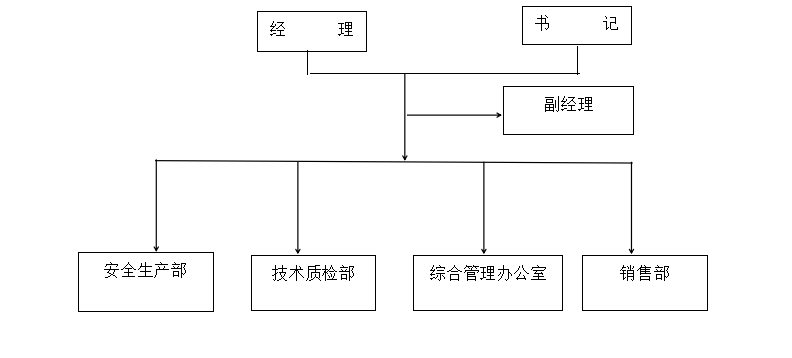 经 理
书 记
副经理
安全生产部
技术质检部
综合管理办公室
销售部